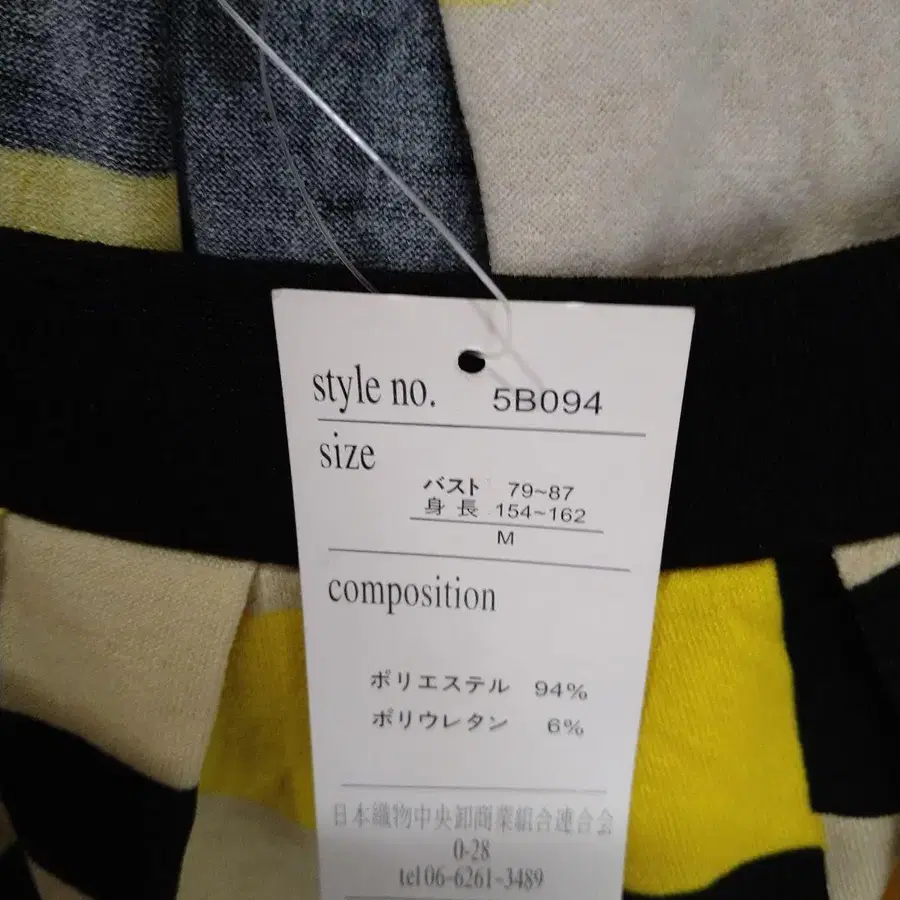 style no. 5B094
size
バスト 79~87
身長 154~162
M
composition
ポリエステル 94%
ポリウレタン 6%
日本織物中央卸商業組合連合会
0-28
tel 06-6261-3489